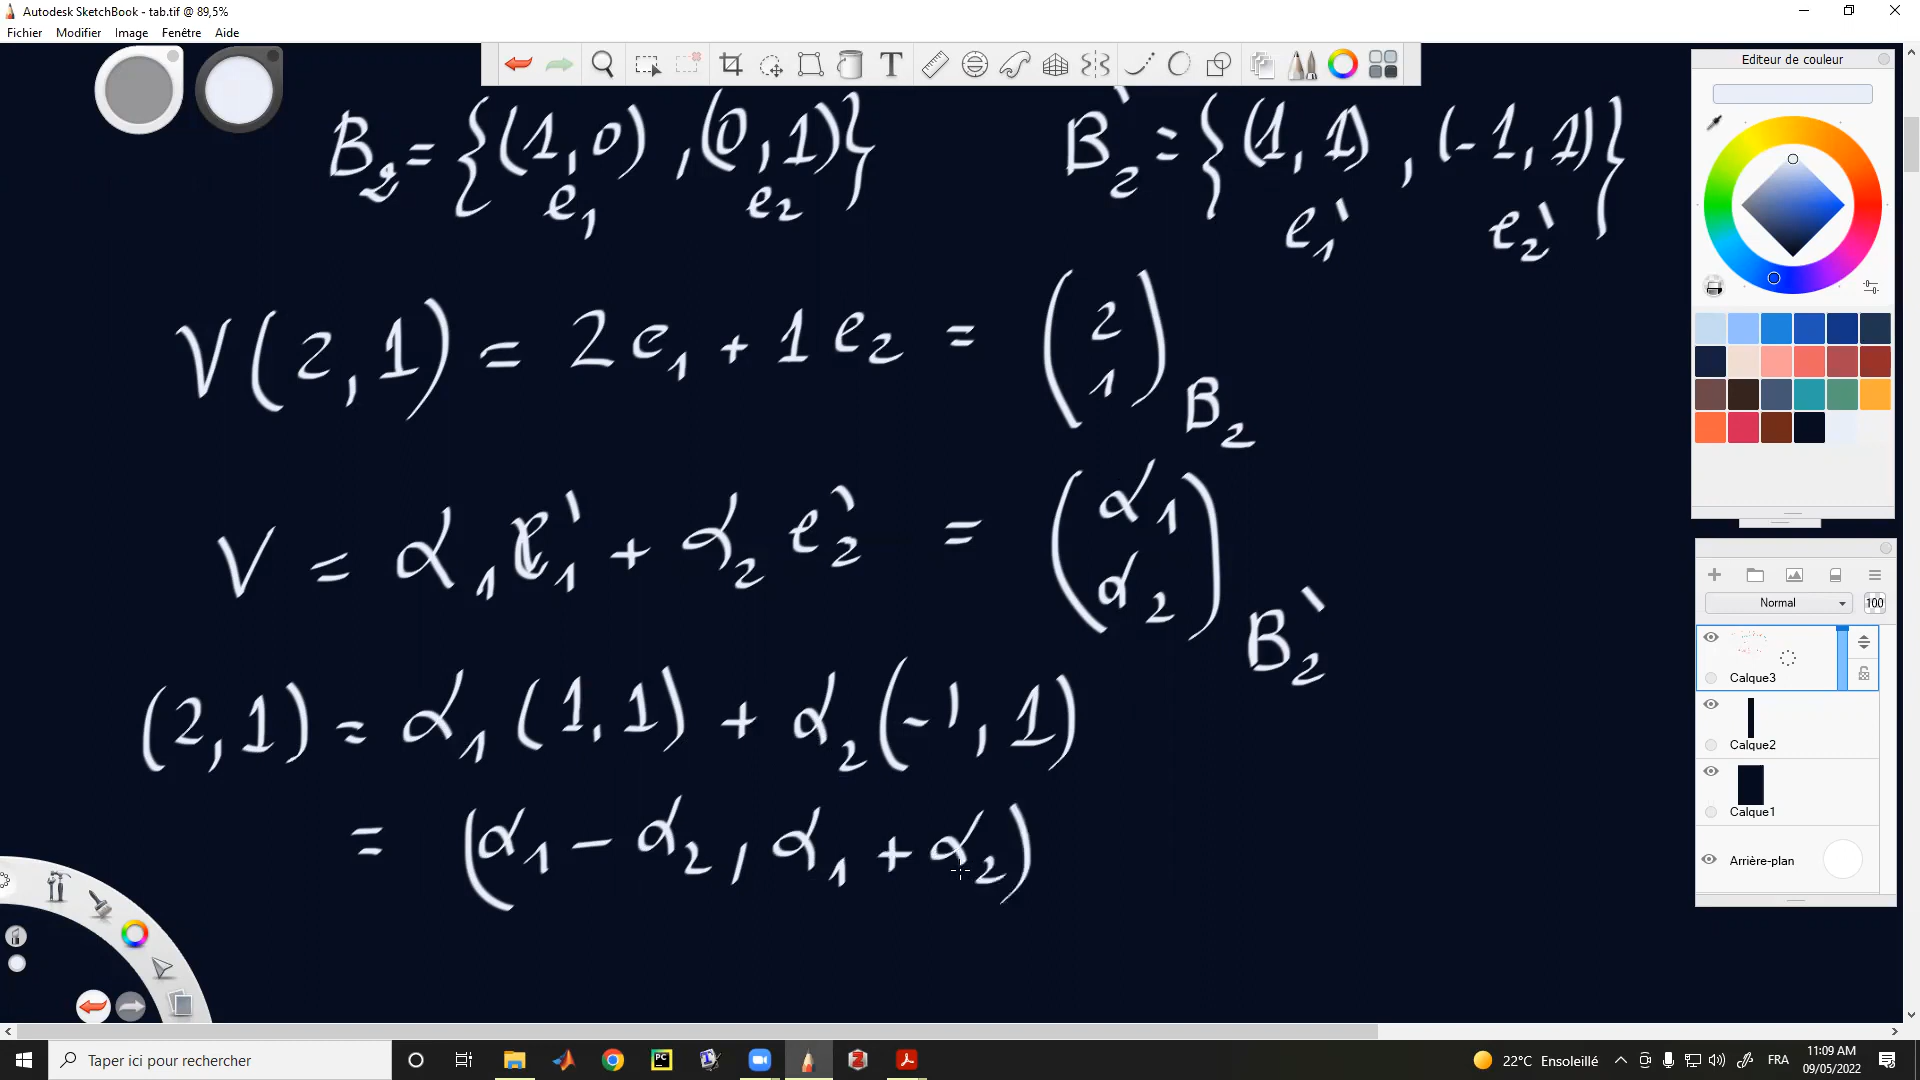 Autodesk SketchBook - tab.tif @ 89,5%
Fichier Modifier Image Fenêtre Aide
B₂ = {(1,0) , (0,1)}
e₁ e₂
B₂' = {(1,1) , (-1,1)}
e₁' e₂'
V(2,1) = 2e₁ + 1e₂ = (2 1) B₂
V = α₁e₁' + α₂e₂' = (α₁ α₂) B₂'
(2,1) = α₁(1,1) + α₂(-1,1)
= (α₁ - α₂, α₁ + α₂)
Editeur de couleur
Normal 100
Calque3
Calque2
Calque1
Arrière-plan
Taper ici pour rechercher
PC
22°C Ensoleillé
FRA
11:09 AM
09/05/2022